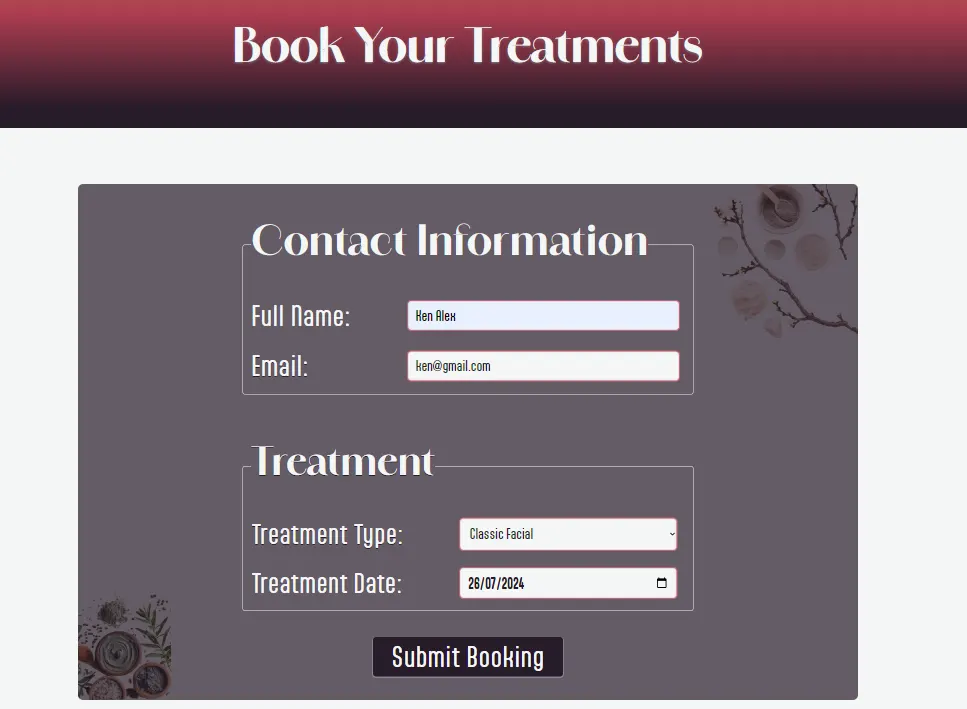 Book Your Treatments
Contact Information
Full Name: Ken Alex
Email: ken@gmail.com
Treatment
Treatment Type: Classic Facial
Treatment Date: 26/07/2024
Submit Booking